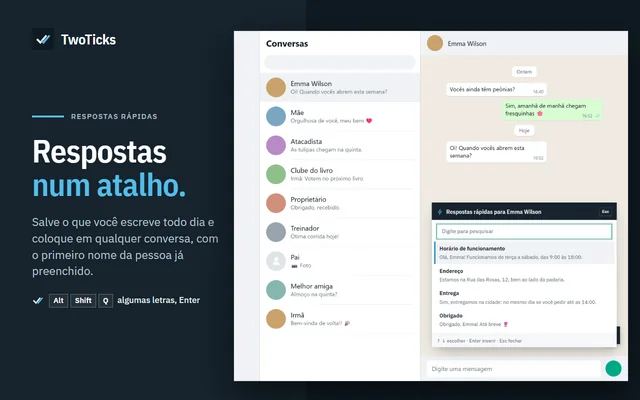 TwoTicks
RESPOSTAS RÁPIDAS
Respostas
num atalho.
Salve o que você escreve todo dia e
coloque em qualquer conversa, com
o primeiro nome da pessoa já
preenchido.
Alt Shift Q algumas letras, Enter
Conversas
Emma Wilson
Oi! Quando vocês abrem esta semana?
Mãe
Orgulhosa de você, meu bem ❤️
Atacadista
As tulipas chegam na quinta.
Clube do livro
Irmã: Votem no próximo livro
Proprietário
Obrigado, recebido.
Treinador
Ótima corrida hoje!
Pai
📷 Foto
Melhor amiga
Almoço na quinta?
Irmã
Bem-vinda de volta!! 🎉
Emma Wilson
Ontem
Vocês ainda têm peônias?
16:40
Sim, amanhã de manhã chegam
fresquinhas 🌸
16:52
Hoje
Oi! Quando vocês abrem esta
semana?
10:02
Respostas rápidas para Emma Wilson
Esc
Digite para pesquisar
Horário de funcionamento
Olá, Emma! Funcionamos de terça a sábado, das 9:00 às 18:00.
Endereço
Estamos na Rua das Rosas, 12, bem ao lado da padaria.
Entrega
Sim, entregamos na cidade: no mesmo dia se você pedir até as 14:00.
Obrigado
Obrigado, Emma! Até breve 🌷
↑ ↓ escolher · Enter inserir · Esc fechar
Digite uma mensagem